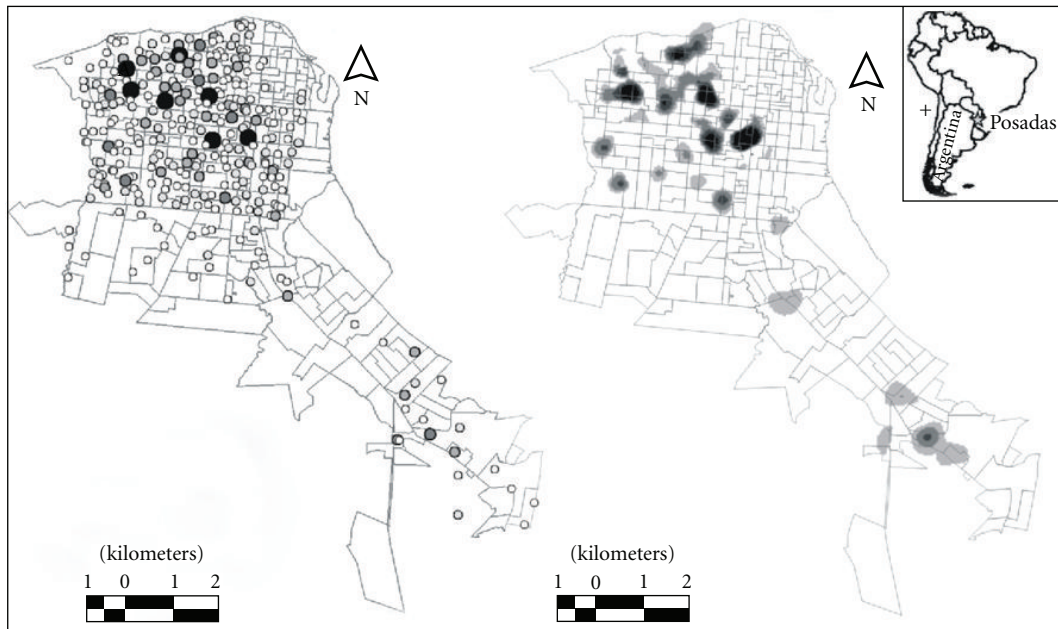 N
N
+
Argentina
Posadas
(kilometers)
1 0 1 2
(kilometers)
1 0 1 2